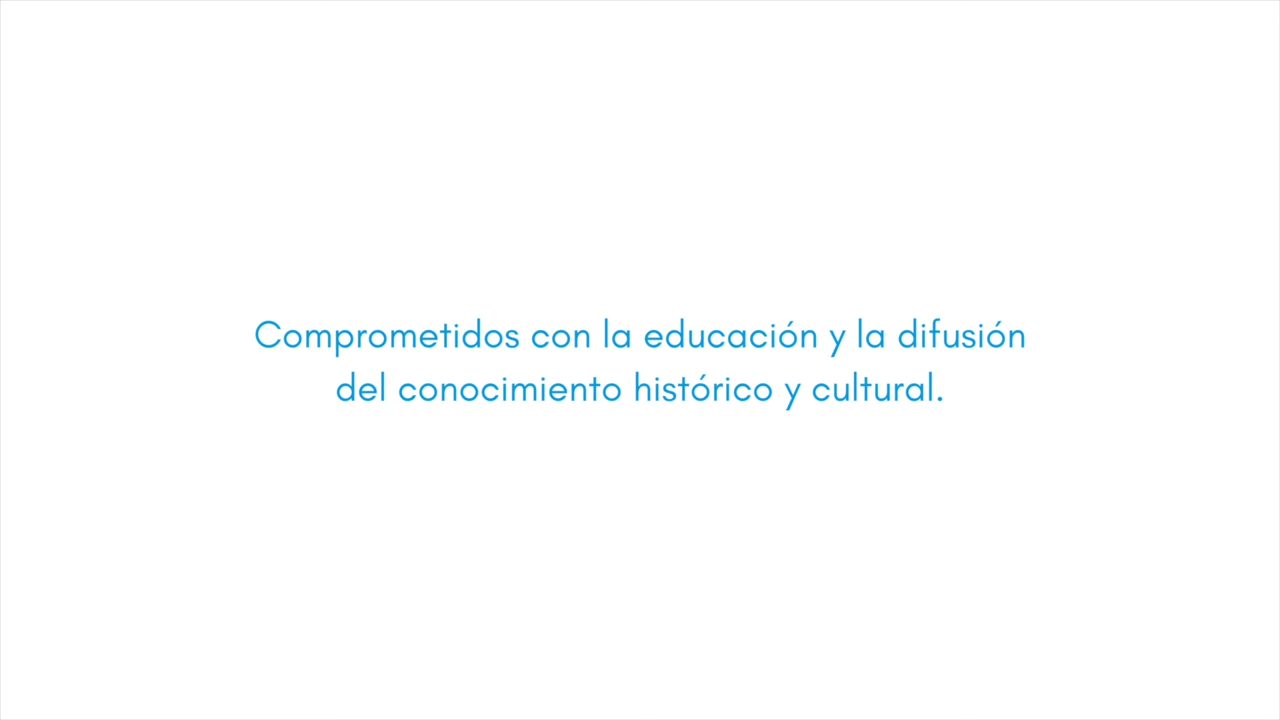 Comprometidos con la educación y la difusión
del conocimiento histórico y cultural.